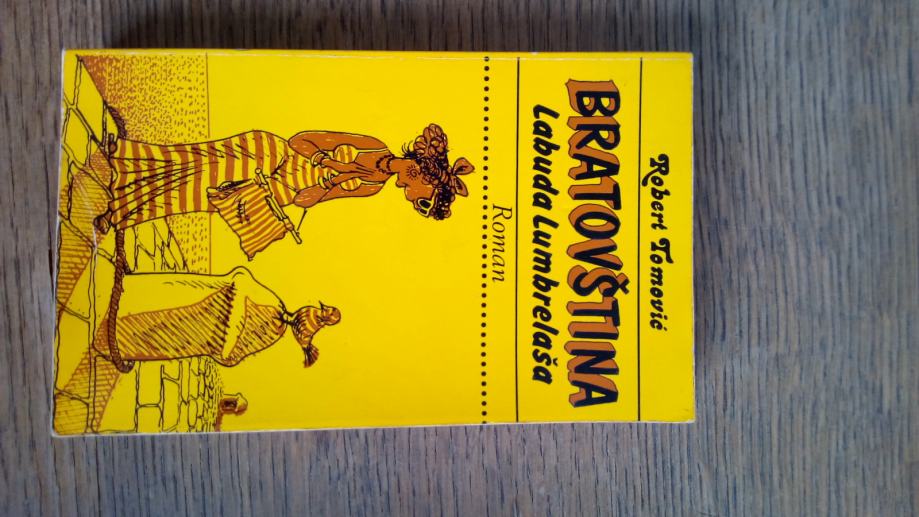 Robert Tomović
BRATOVŠTINA
Labuda Lumbrelaša
Roman